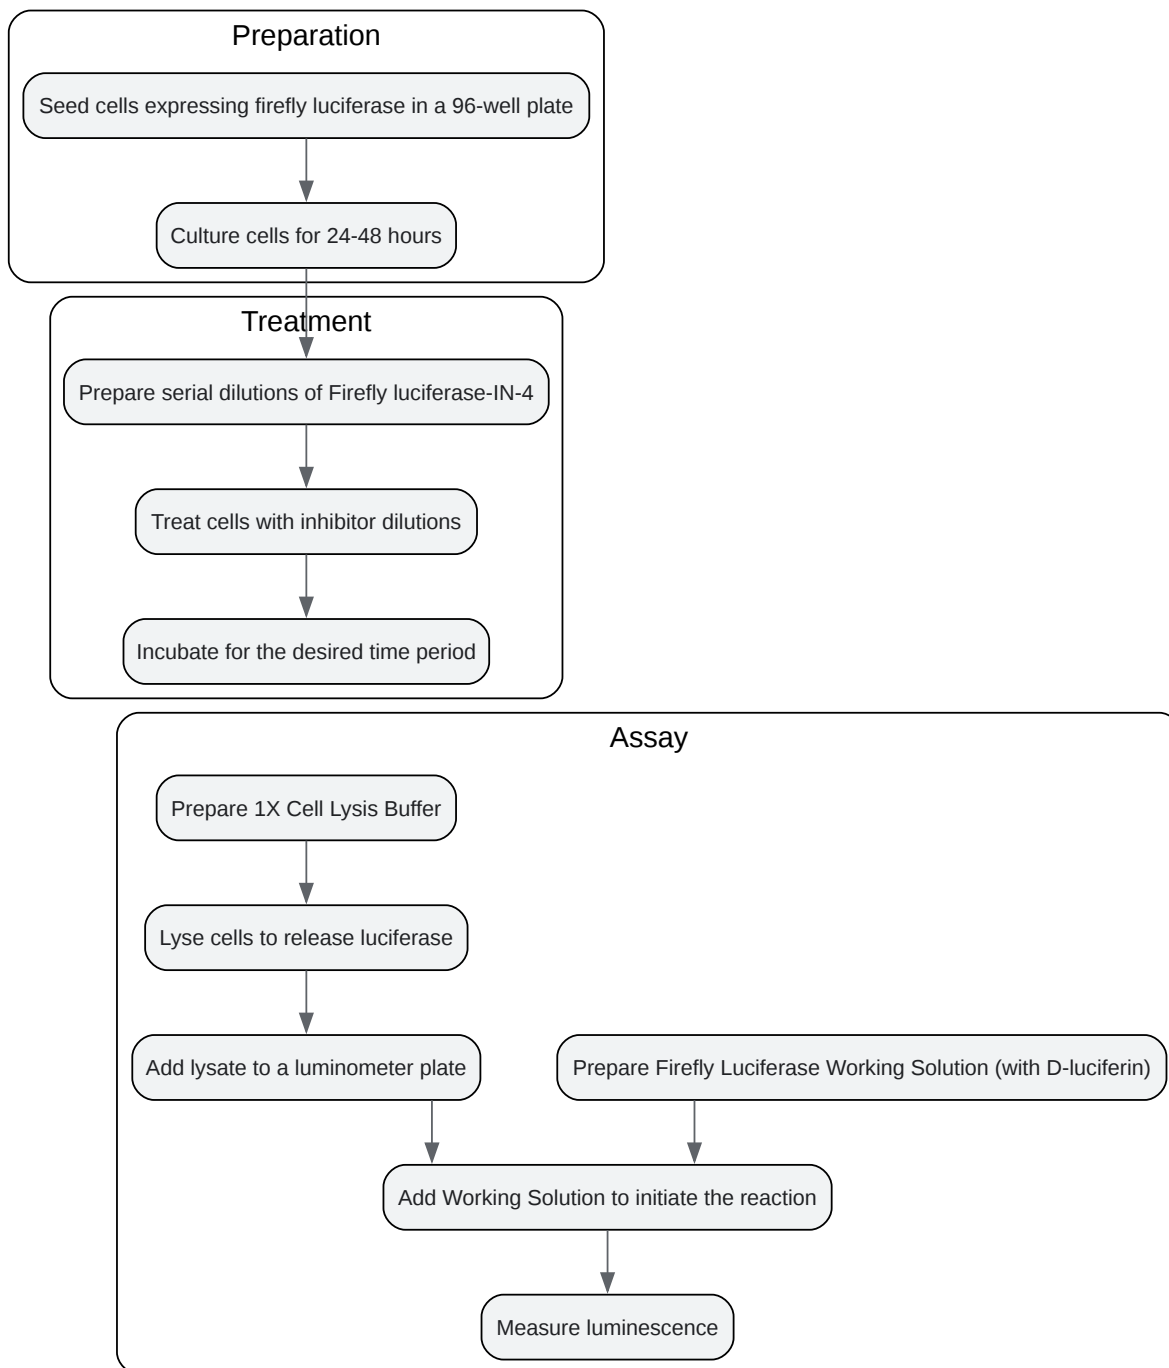 Preparation
Seed cells expressing firefly luciferase in a 96-well plate
Culture cells for 24-48 hours
Treatment
Prepare serial dilutions of Firefly luciferase-IN-4
Treat cells with inhibitor dilutions
Incubate for the desired time period
Assay
Prepare 1X Cell Lysis Buffer
Lyse cells to release luciferase
Add lysate to a luminometer plate
Prepare Firefly Luciferase Working Solution (with D-luciferin)
Add Working Solution to initiate the reaction
Measure luminescence